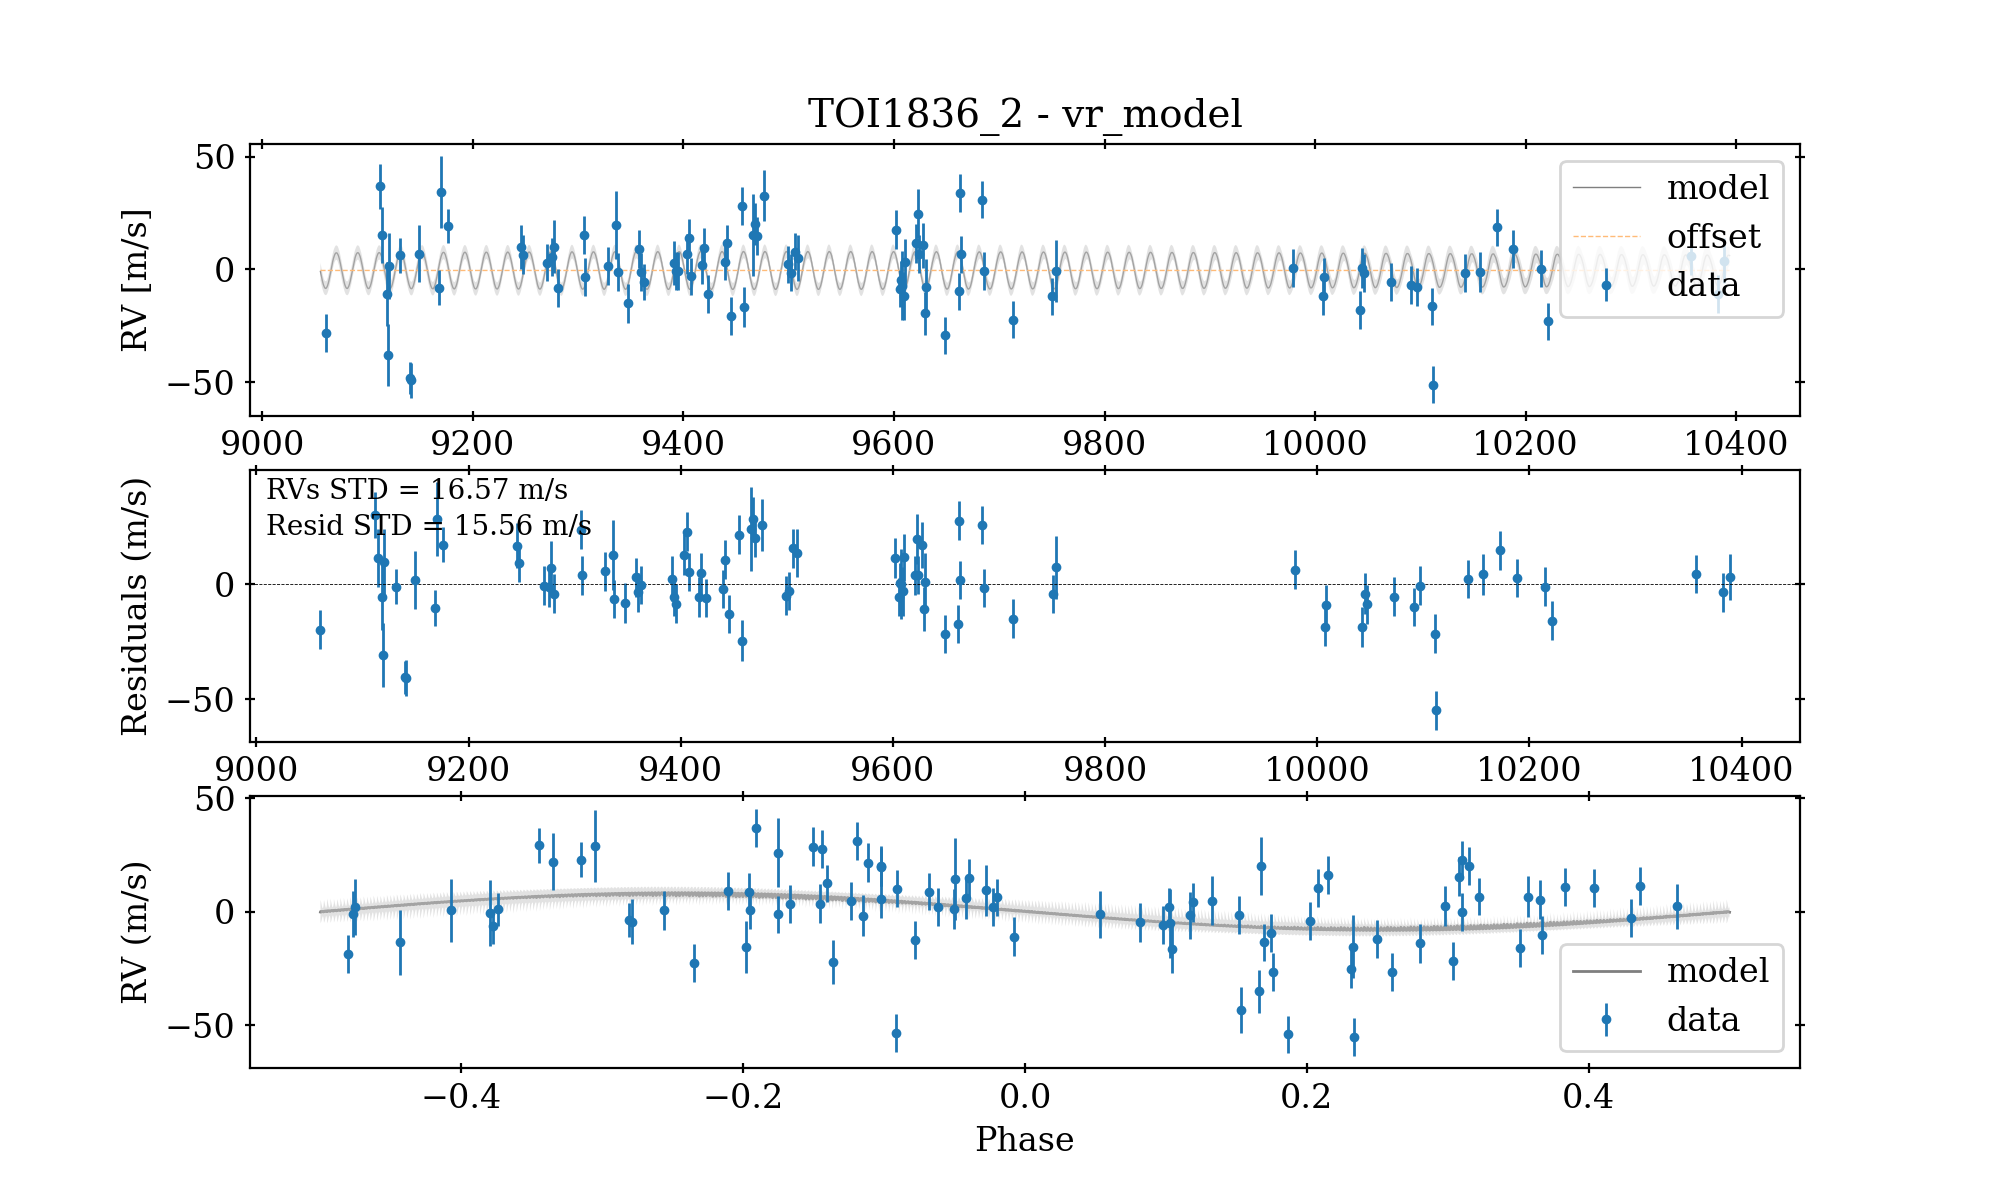 TOI1836_2 - vr_model
RV [m/s]
50
0
−50
model
offset
data
9000 9200 9400 9600 9800 10000 10200 10400
Residuals (m/s)
RVs STD = 16.57 m/s
Resid STD = 15.56 m/s
0
−50
9000 9200 9400 9600 9800 10000 10200 10400
RV (m/s)
50
0
−50
model
data
−0.4 −0.2 0.0 0.2 0.4
Phase